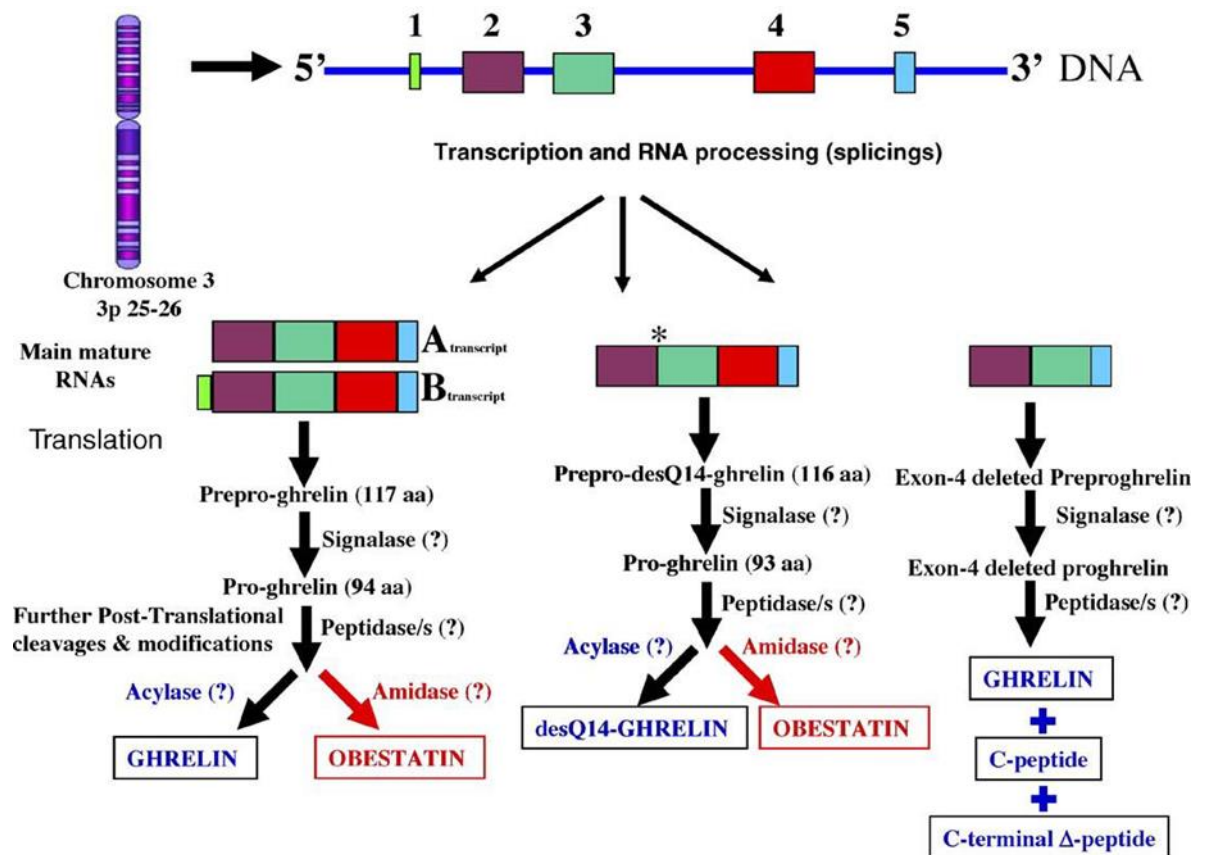 1 2 3 4 5
5’ 3’ DNA
Transcription and RNA processing (splicings)
Chromosome 3
3p 25-26
Main mature
RNAs
A transcript
B transcript
*
Translation
Prepro-ghrelin (117 aa)
Signalase (?)
Pro-ghrelin (94 aa)
Further Post-Translational
cleavages & modifications
Peptidase/s (?)
Acylase (?)
Amidase (?)
GHRELIN
OBESTATIN
Prepro-desQ14-ghrelin (116 aa)
Signalase (?)
Pro-ghrelin (93 aa)
Peptidase/s (?)
Acylase (?)
Amidase (?)
desQ14-GHRELIN
OBESTATIN
Exon-4 deleted Preproghrelin
Signalase (?)
Exon-4 deleted proghrelin
Peptidase/s (?)
GHRELIN
+
C-peptide
+
C-terminal Δ-peptide